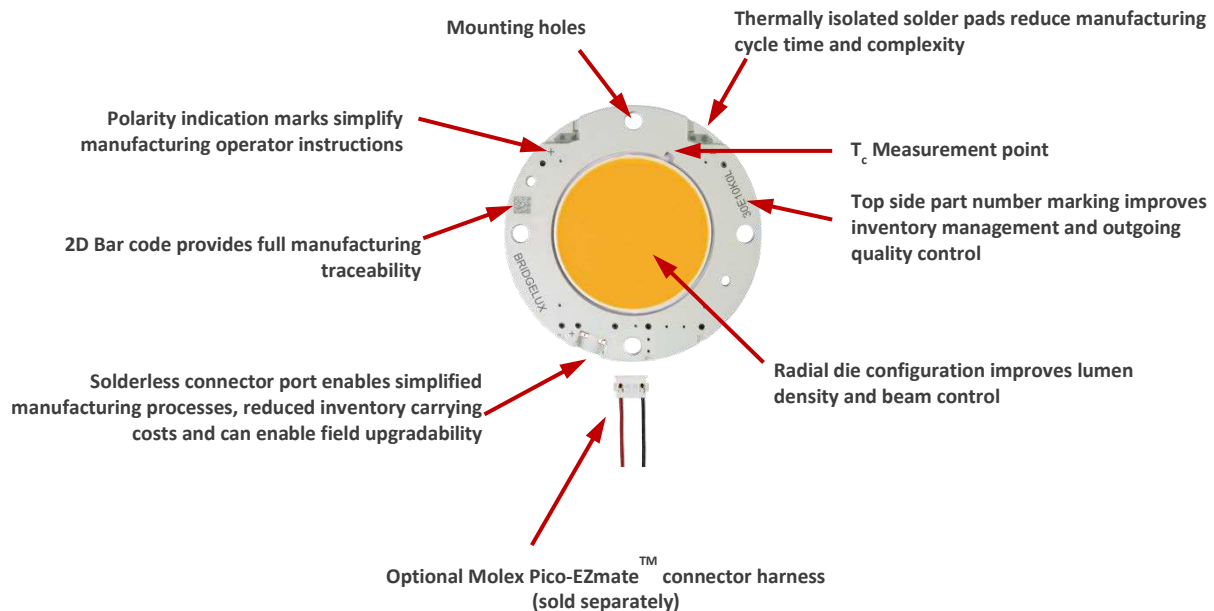 Mounting holes
Thermally isolated solder pads reduce manufacturing
cycle time and complexity
Polarity indication marks simplify
manufacturing operator instructions
Tc Measurement point
Top side part number marking improves
inventory management and outgoing
quality control
2D Bar code provides full manufacturing
traceability
30E10K0L
BRIDGELUX
+
+
Radial die configuration improves lumen
density and beam control
Solderless connector port enables simplified
manufacturing processes, reduced inventory carrying
costs and can enable field upgradability
Optional Molex Pico-EZmate™ connector harness
(sold separately)